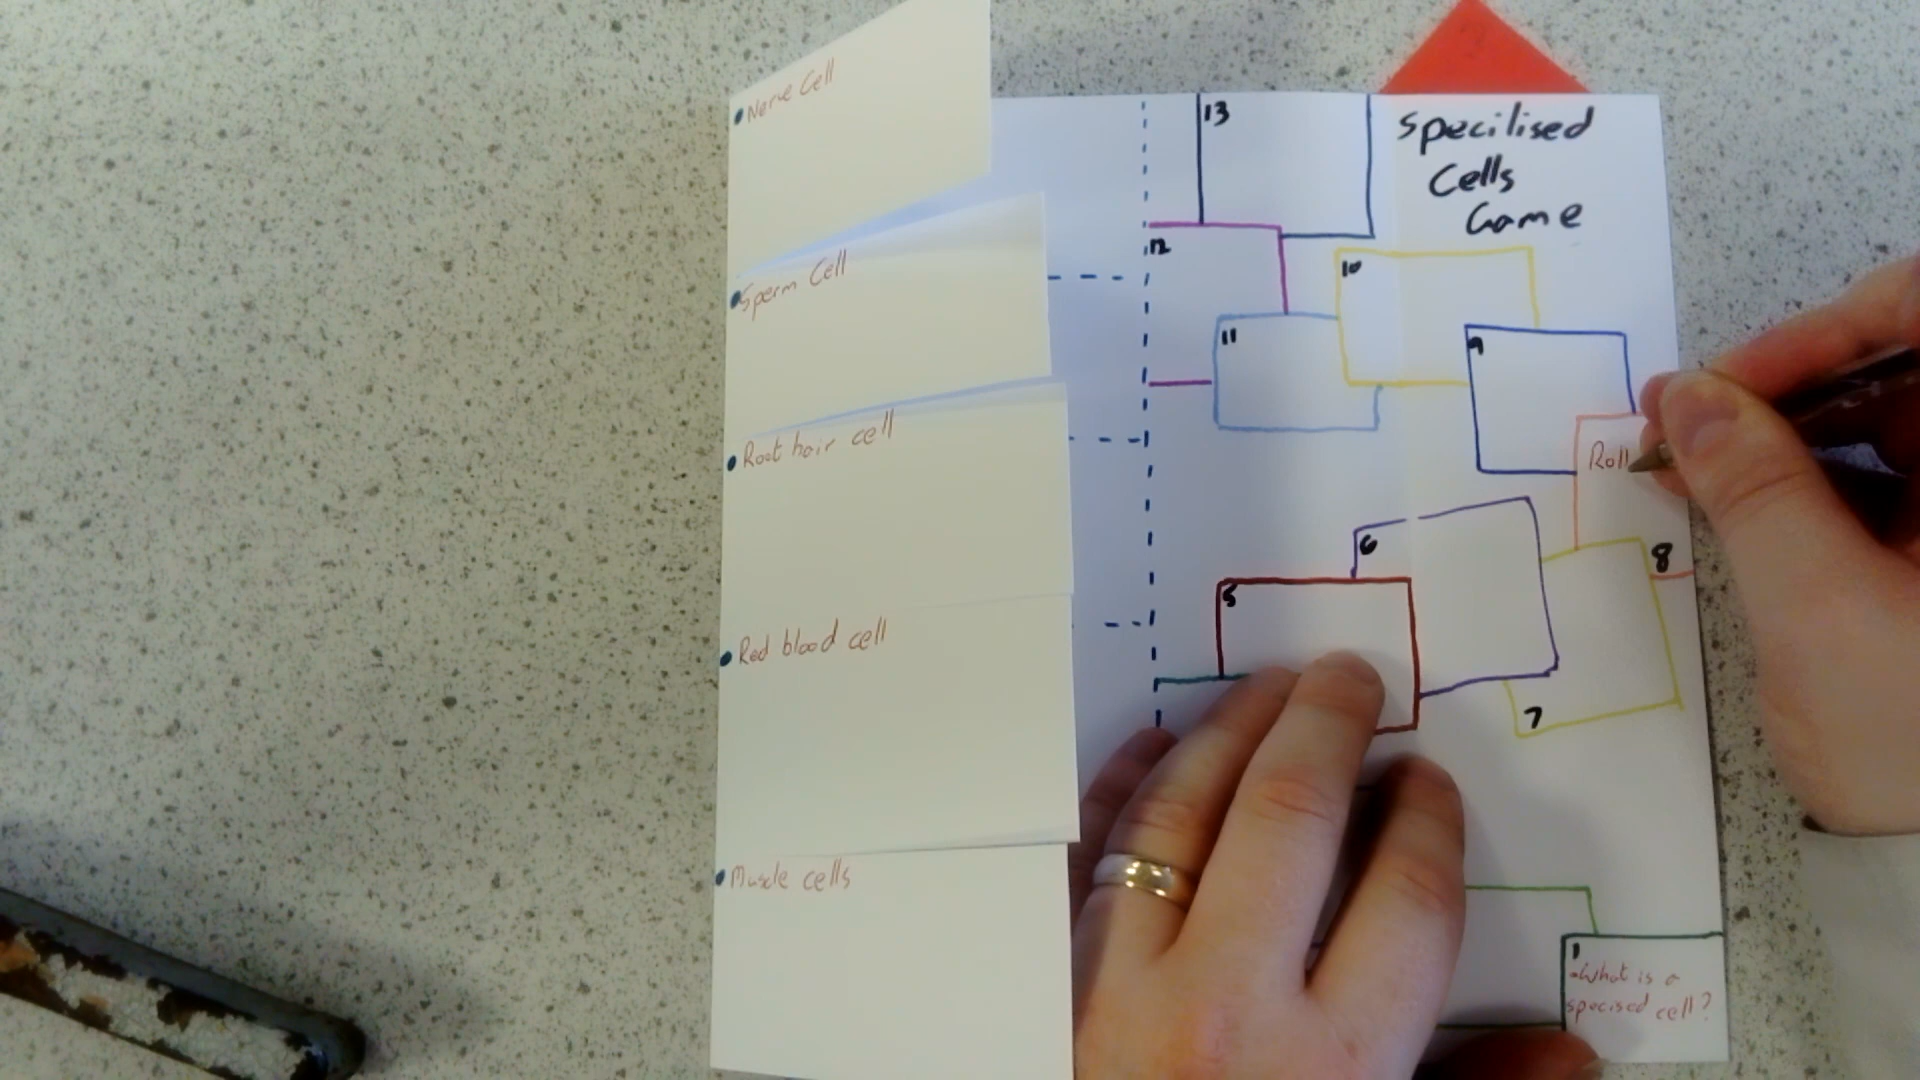 Nerve Cell
Sperm Cell
Root hair cell
Red blood cell
Muscle cells
13
Specilised
Cells
Game
12
10
11
9
Roll
6
8
5
7
1
What is a
specised cell?